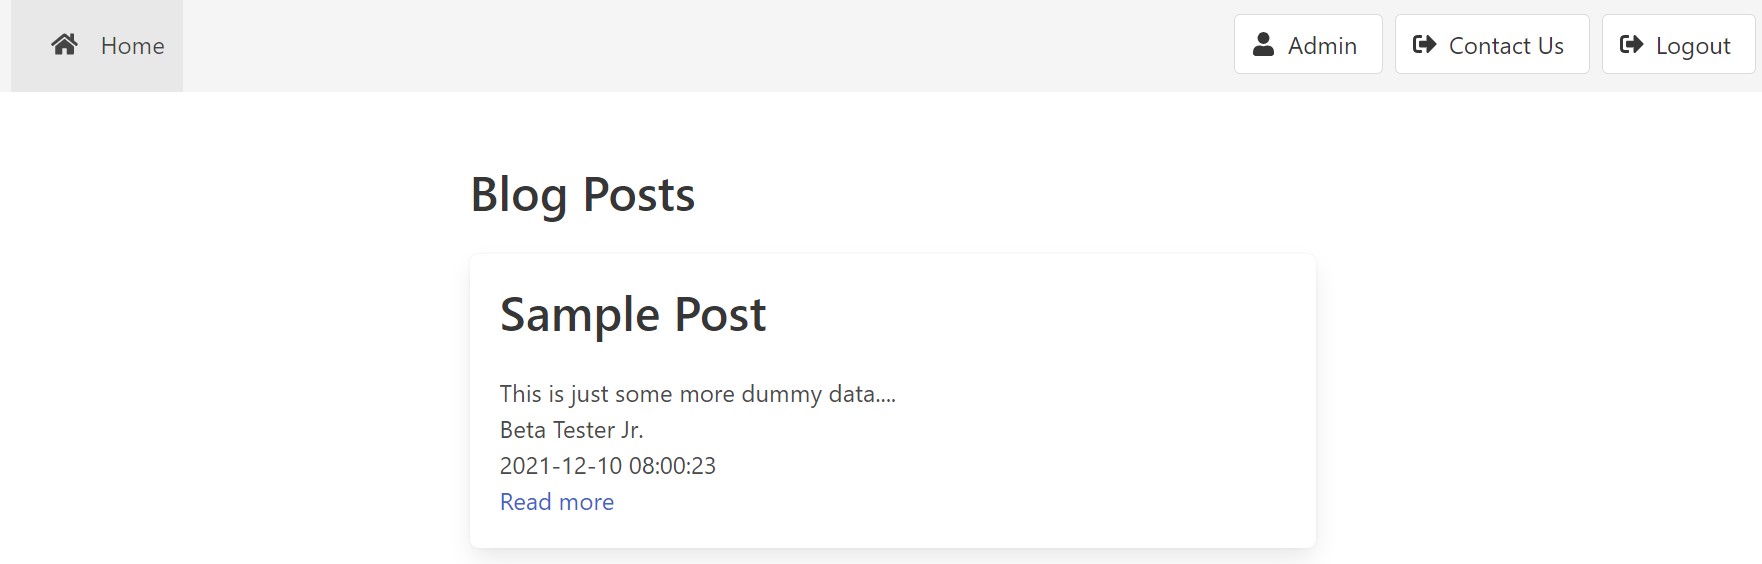 Home
Admin
Contact Us
Logout
Blog Posts
Sample Post
This is just some more dummy data....
Beta Tester Jr.
2021-12-10 08:00:23
Read more